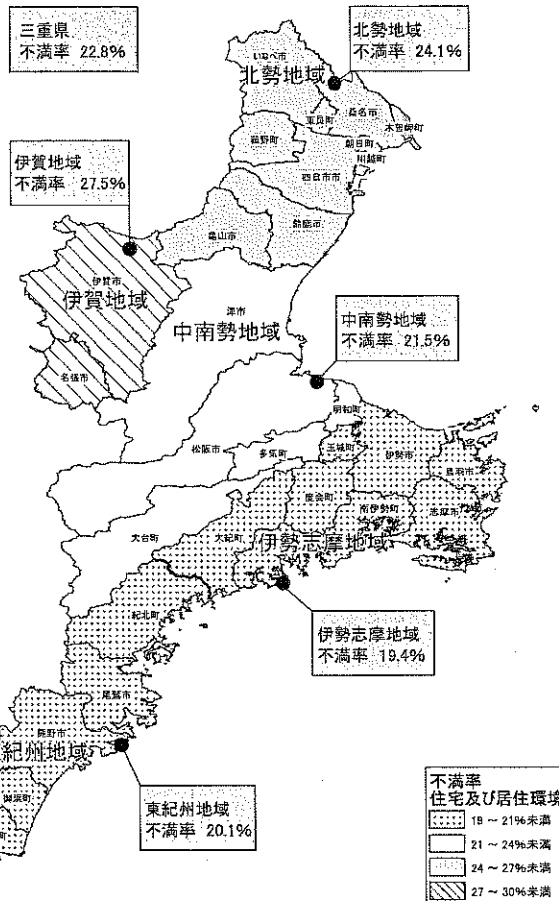 三重県
不満率 22.8%
北勢地域
不満率 24.1%
いなべ市
北勢地域
東員町
桑名市
木曽岬町
菰野町
朝日町
川越町
四日市市
伊賀地域
不満率 27.5%
鈴鹿市
亀山市
伊賀市
伊賀地域
津市
中南勢地域
中南勢地域
不満率 21.5%
名張市
明和町
松阪市
多気町
玉城町
伊勢市
鳥羽市
度会町
南伊勢町
志摩市
大台町
大紀町
伊勢志摩地域
紀北町
伊勢志摩地域
不満率 19.4%
尾鷲市
熊野市
紀州地域
御浜町
町
東紀州地域
不満率 20.1%
不満率
住宅及び居住環境
19 ～ 21%未満
21 ～ 24%未満
24 ～ 27%未満
27 ～ 30%未満